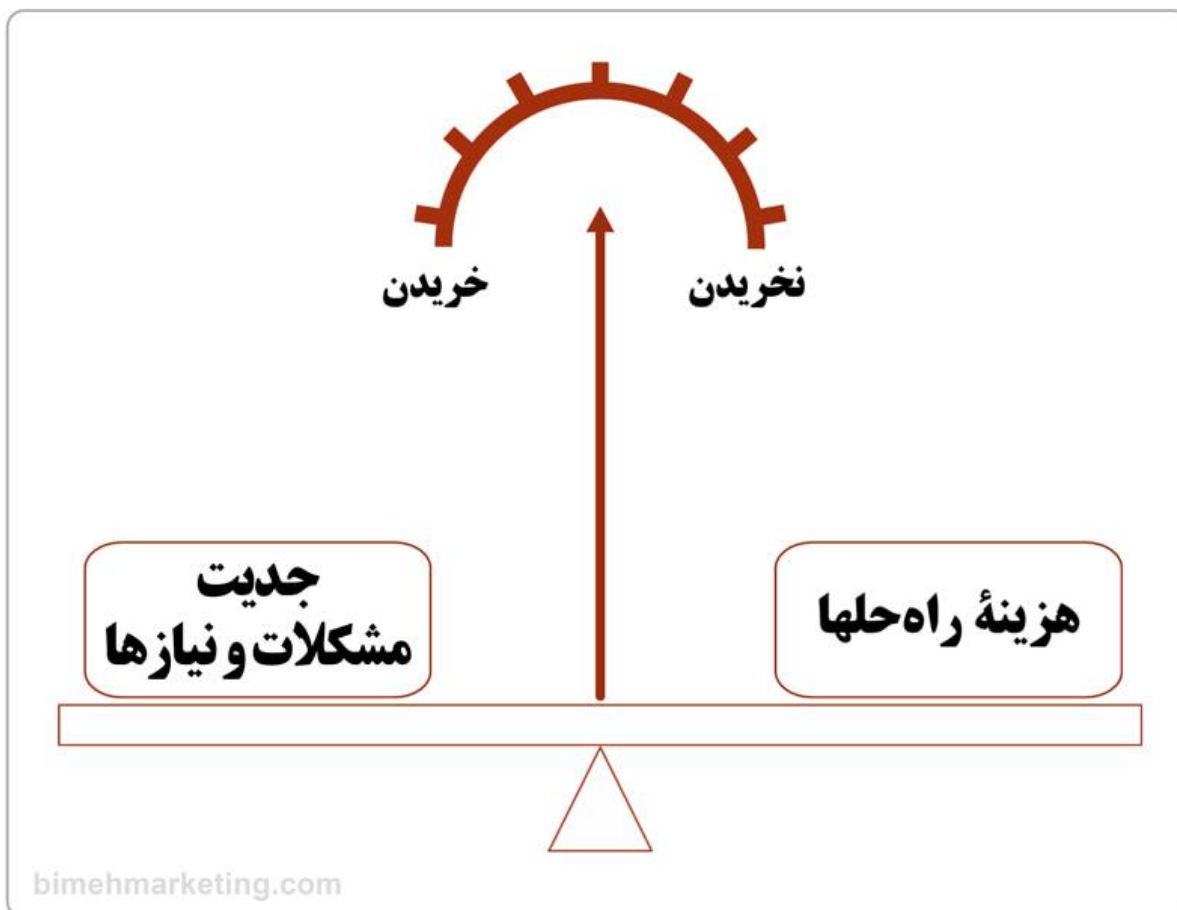 خریدن
نخریدن
جدیت
مشکلات و نیازها
هزینهٔ راه‌حلها
bimehmarketing.com